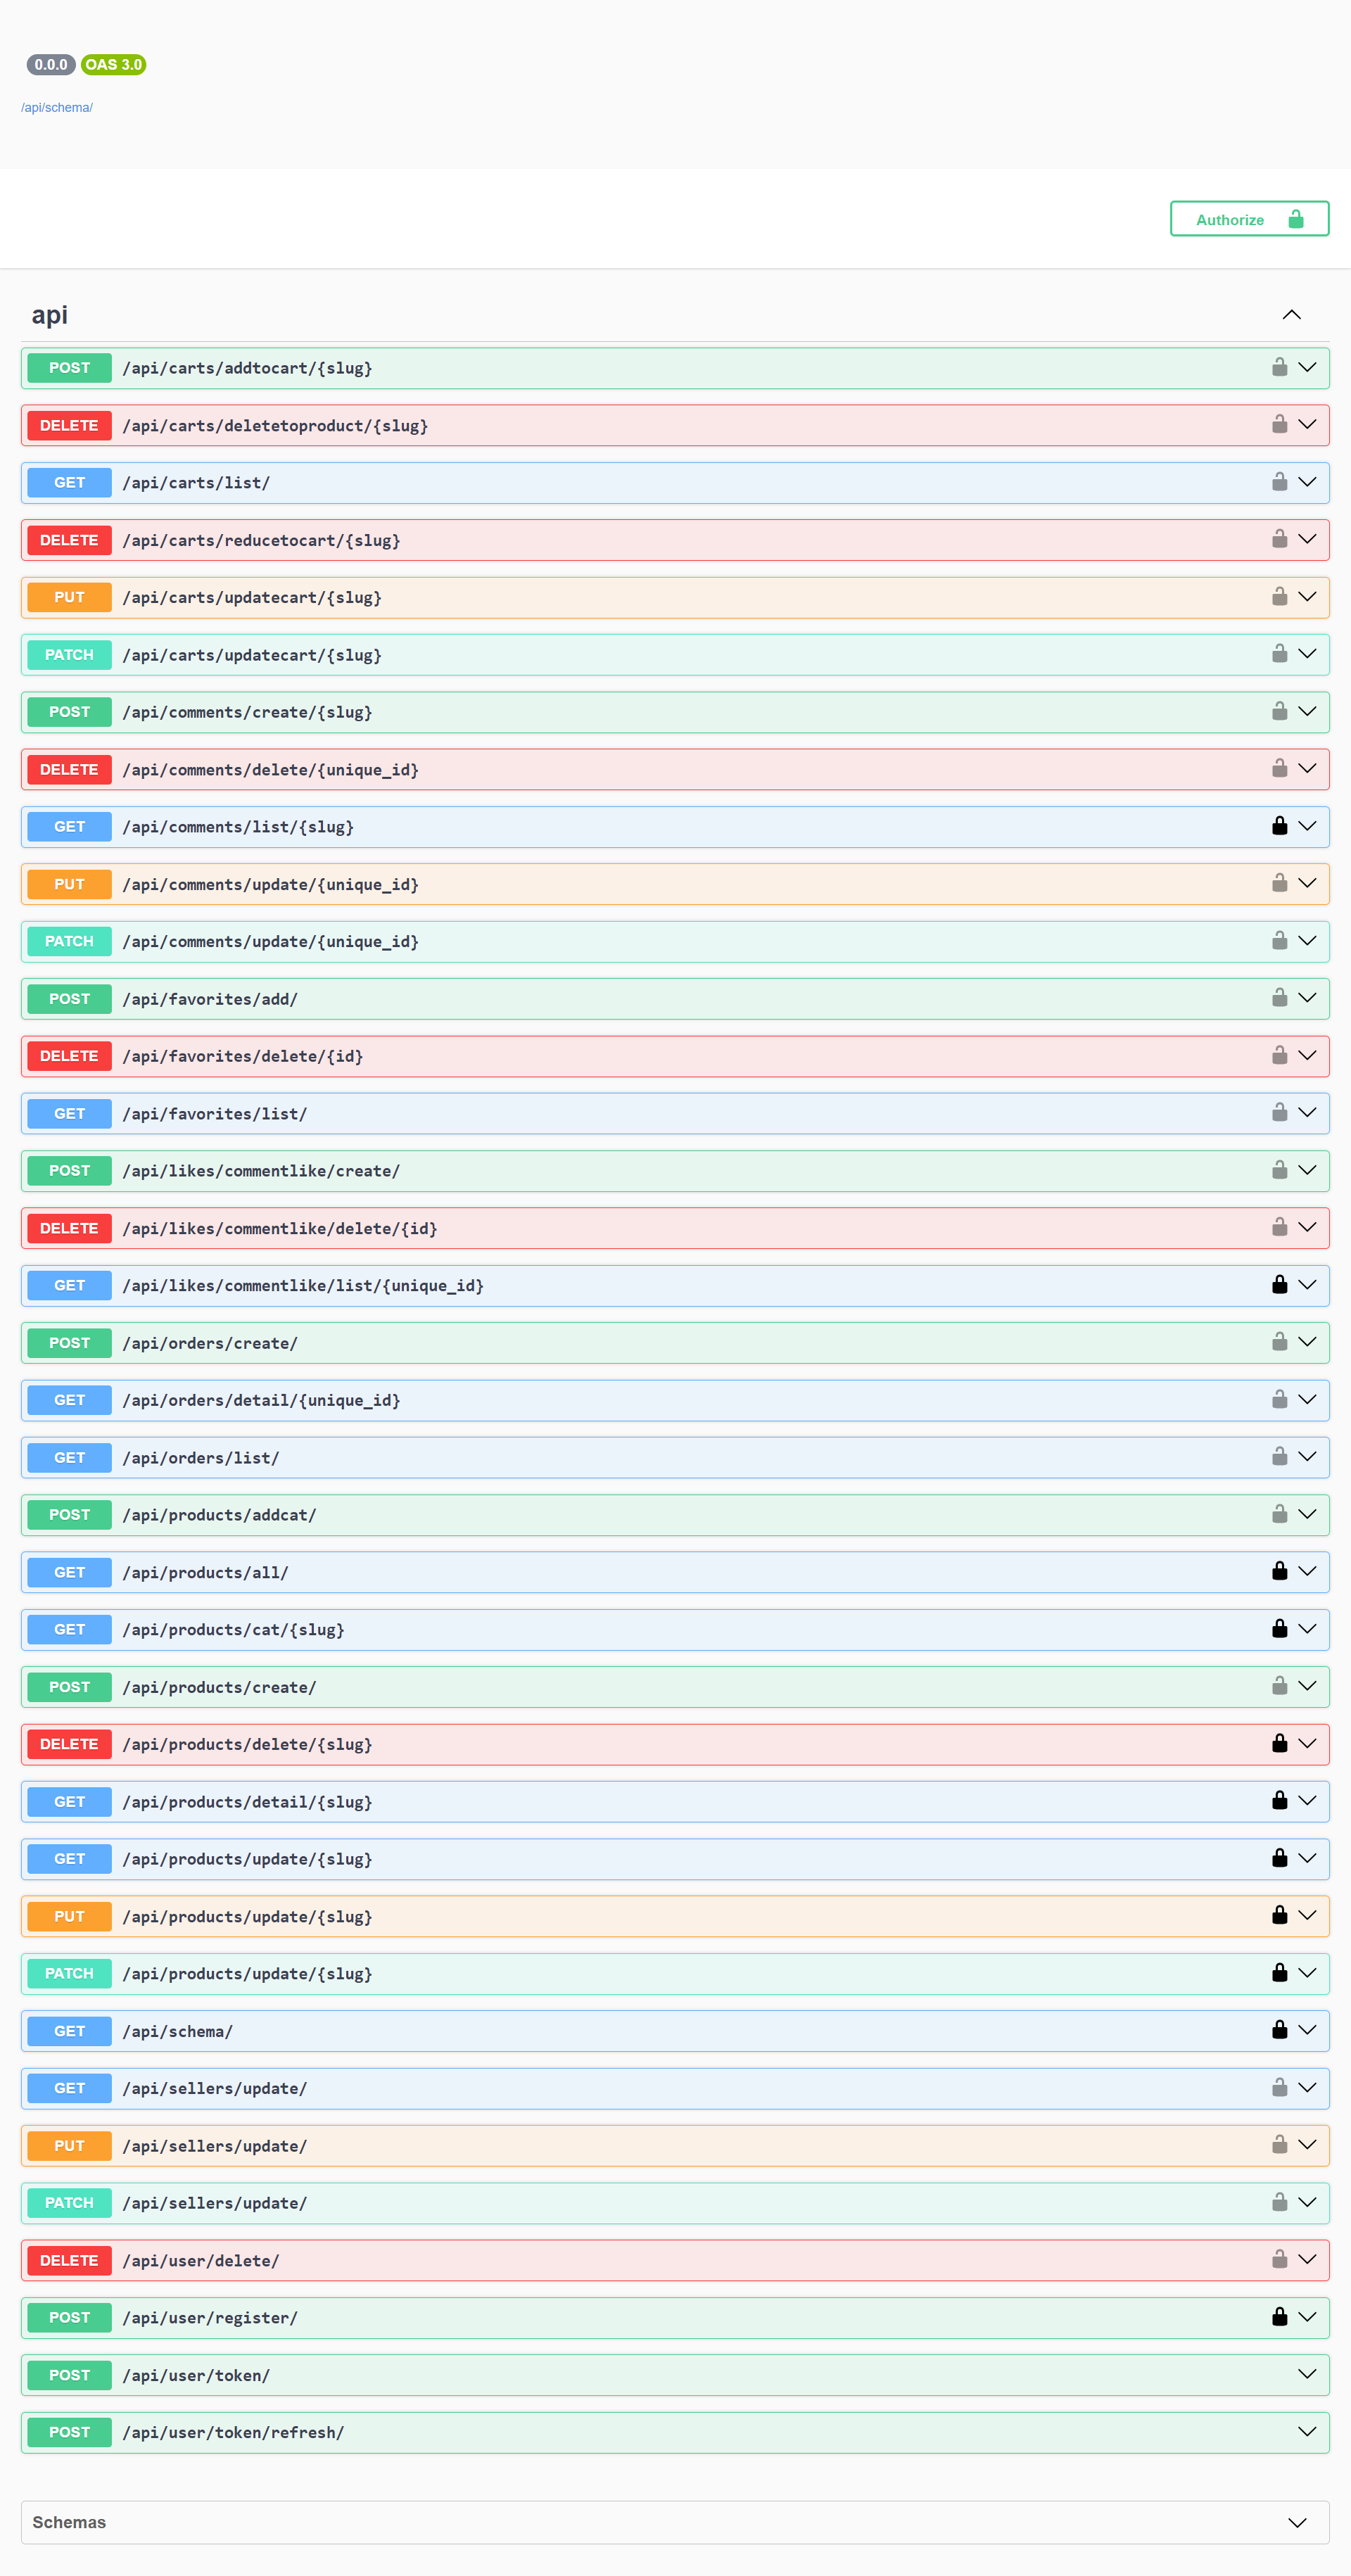 0.0.0 OAS 3.0
/api/schema/
Authorize
api
POST /api/carts/addtocart/{slug}
DELETE /api/carts/deletetoproduct/{slug}
GET /api/carts/list/
DELETE /api/carts/reducetocart/{slug}
PUT /api/carts/updatecart/{slug}
PATCH /api/carts/updatecart/{slug}
POST /api/comments/create/{slug}
DELETE /api/comments/delete/{unique_id}
GET /api/comments/list/{slug}
PUT /api/comments/update/{unique_id}
PATCH /api/comments/update/{unique_id}
POST /api/favorites/add/
DELETE /api/favorites/delete/{id}
GET /api/favorites/list/
POST /api/likes/commentlike/create/
DELETE /api/likes/commentlike/delete/{id}
GET /api/likes/commentlike/list/{unique_id}
POST /api/orders/create/
GET /api/orders/detail/{unique_id}
GET /api/orders/list/
POST /api/products/addcat/
GET /api/products/all/
GET /api/products/cat/{slug}
POST /api/products/create/
DELETE /api/products/delete/{slug}
GET /api/products/detail/{slug}
GET /api/products/update/{slug}
PUT /api/products/update/{slug}
PATCH /api/products/update/{slug}
GET /api/schema/
GET /api/sellers/update/
PUT /api/sellers/update/
PATCH /api/sellers/update/
DELETE /api/user/delete/
POST /api/user/register/
POST /api/user/token/
POST /api/user/token/refresh/
Schemas